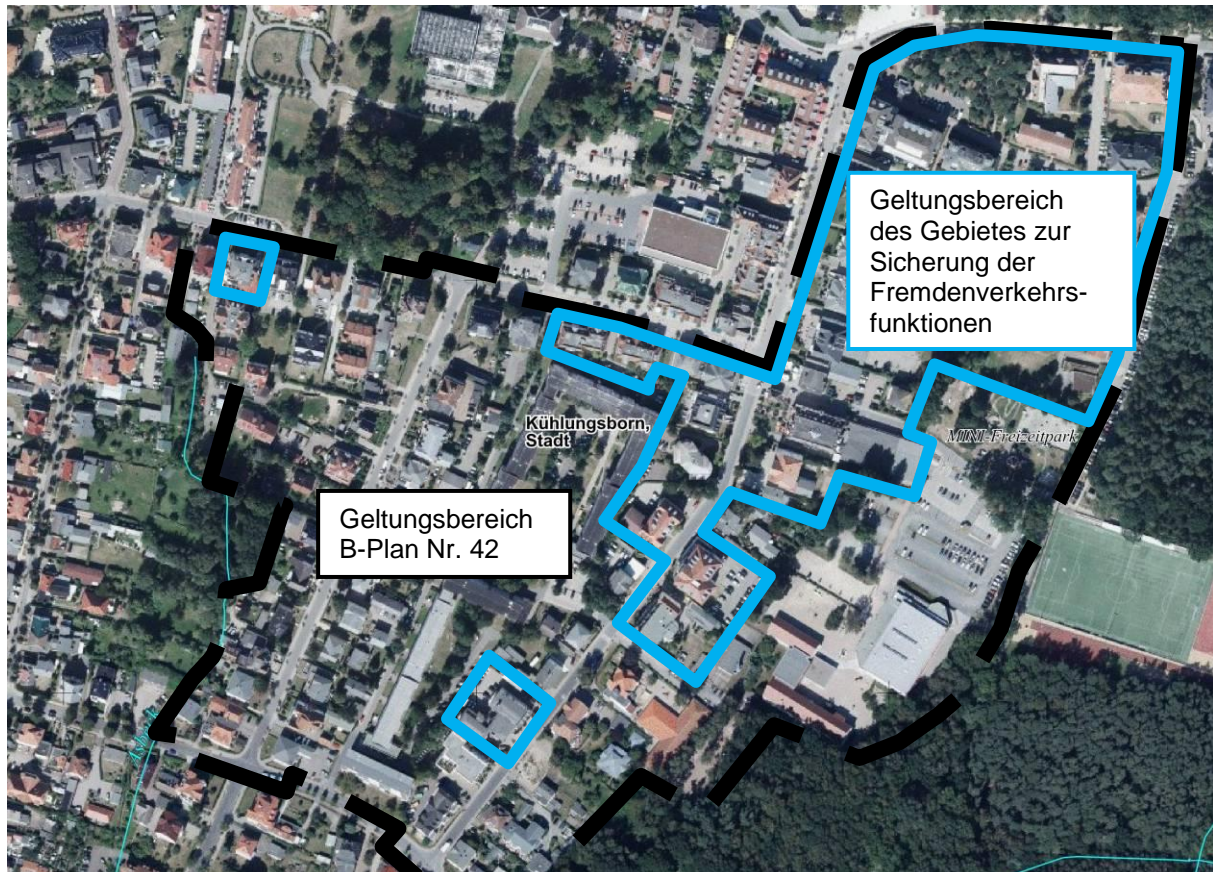 Geltungsbereich
des Gebietes zur
Sicherung der
Fremdenverkehrs-
funktionen
Kühlungsborn,
Stadt
MINI-Freizeitpark
Geltungsbereich
B-Plan Nr. 42